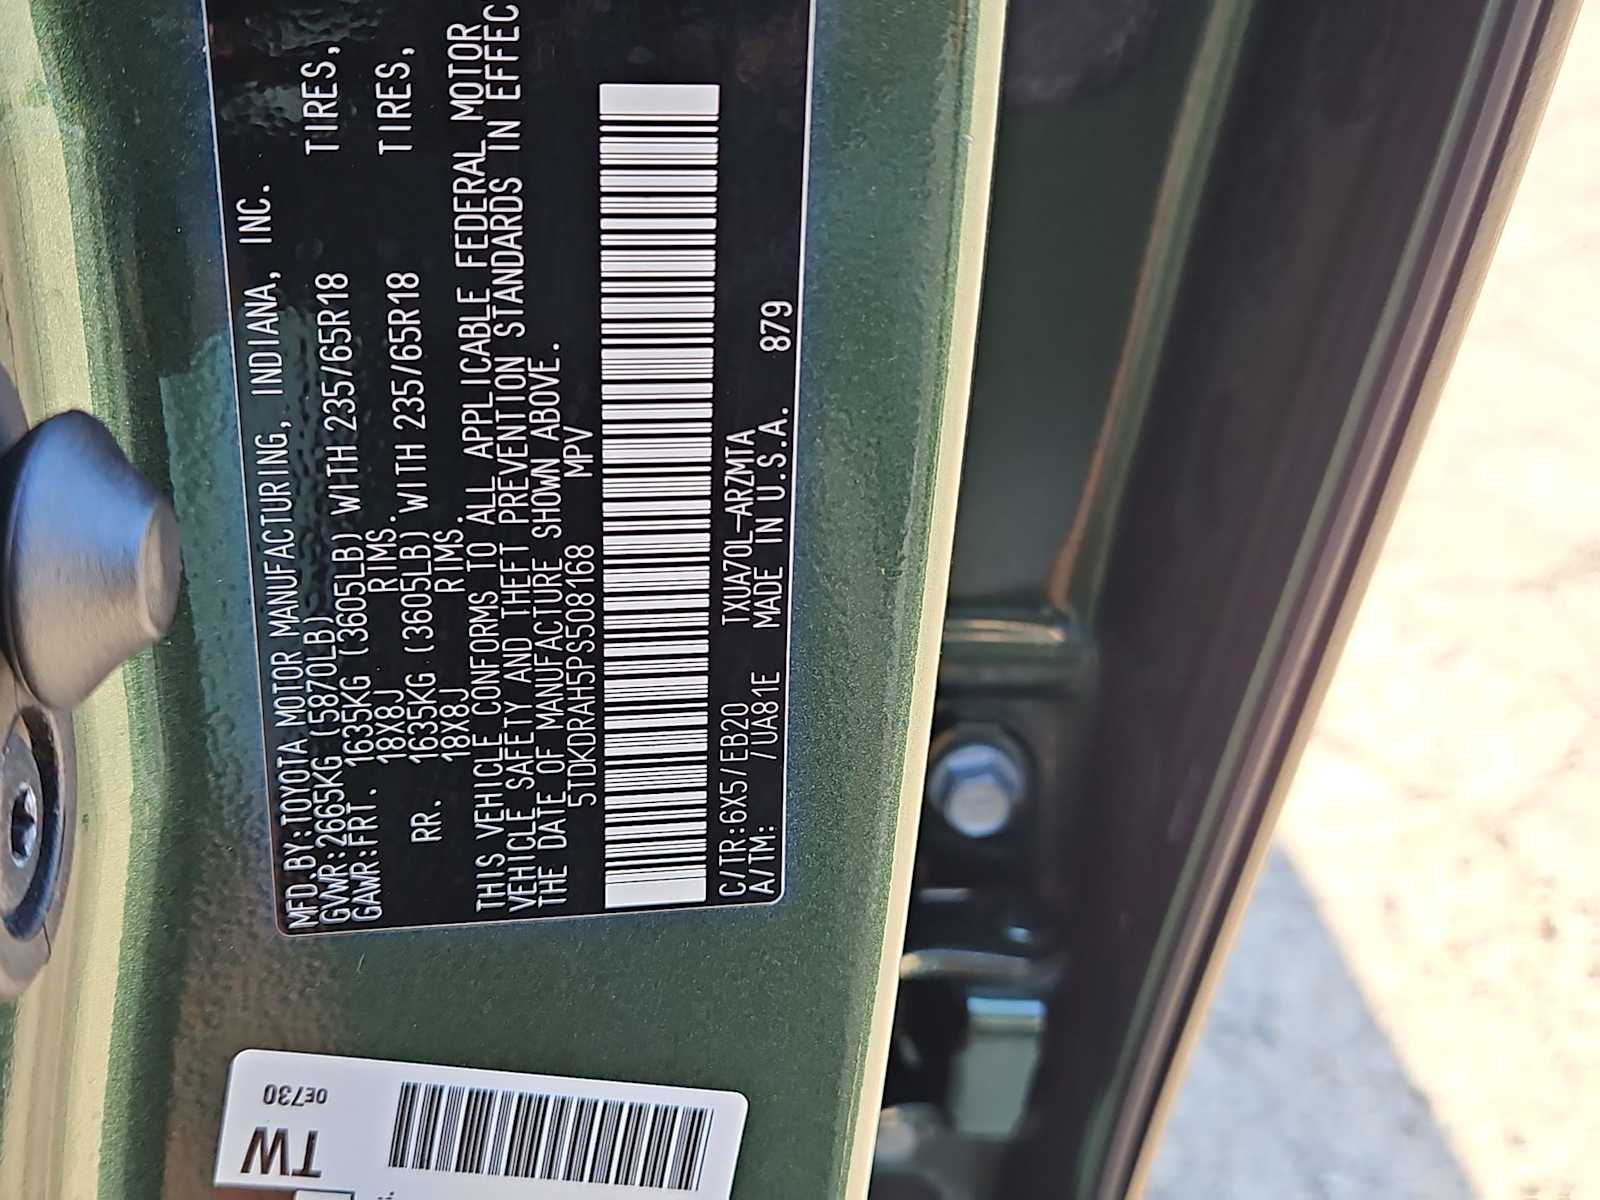 MFD.BY:TOYOTA MOTOR MANUFACTURING, INDIANA, INC.
GVWR:2665KG (5870LB)
GAWR:FRT. 1635KG (3605LB) WITH 235/65R18 TIRES,
18X8J RIMS.
RR. 1635KG (3605LB) WITH 235/65R18 TIRES,
18X8J RIMS.
THIS VEHICLE CONFORMS TO ALL APPLICABLE FEDERAL MOTOR
VEHICLE SAFETY AND THEFT PREVENTION STANDARDS IN EFFEC
THE DATE OF MANUFACTURE SHOWN ABOVE.
5TDKDRAH5PS508168 MPV
C/TR:6X5/EB20 TXUA70L-ARZMTA
A/TM: /UA81E MADE IN U.S.A. 879
OE730
TW